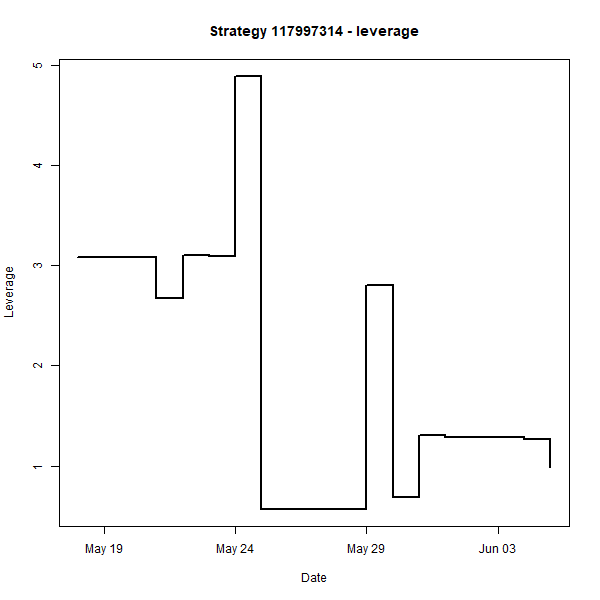 Strategy 117997314 - leverage
5
4
3
2
1
Leverage
May 19
May 24
May 29
Jun 03
Date